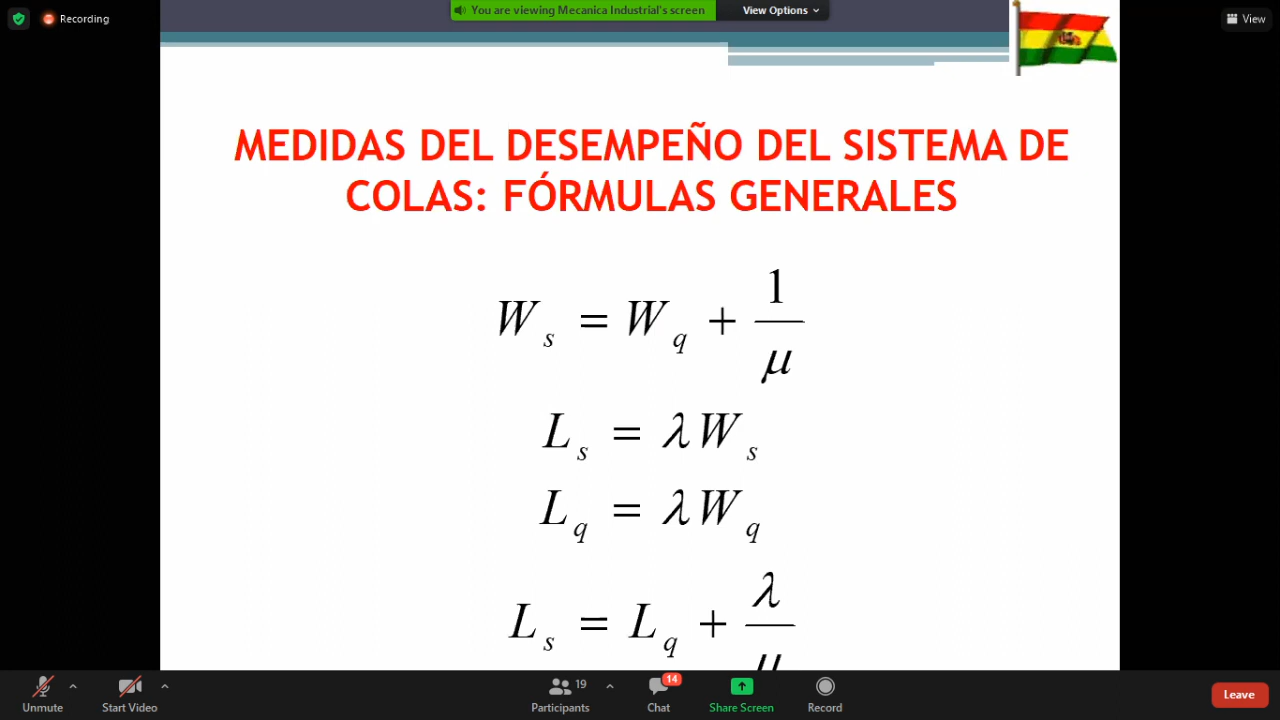 Recording
You are viewing Mecanica Industrial's screen
View Options
View
MEDIDAS DEL DESEMPEÑO DEL SISTEMA DE
COLAS: FÓRMULAS GENERALES
W_s = W_q + 1/μ
L_s = λW_s
L_q = λW_q
L_s = L_q + λ/μ
Unmute
Start Video
19
Participants
14
Chat
Share Screen
Record
Leave